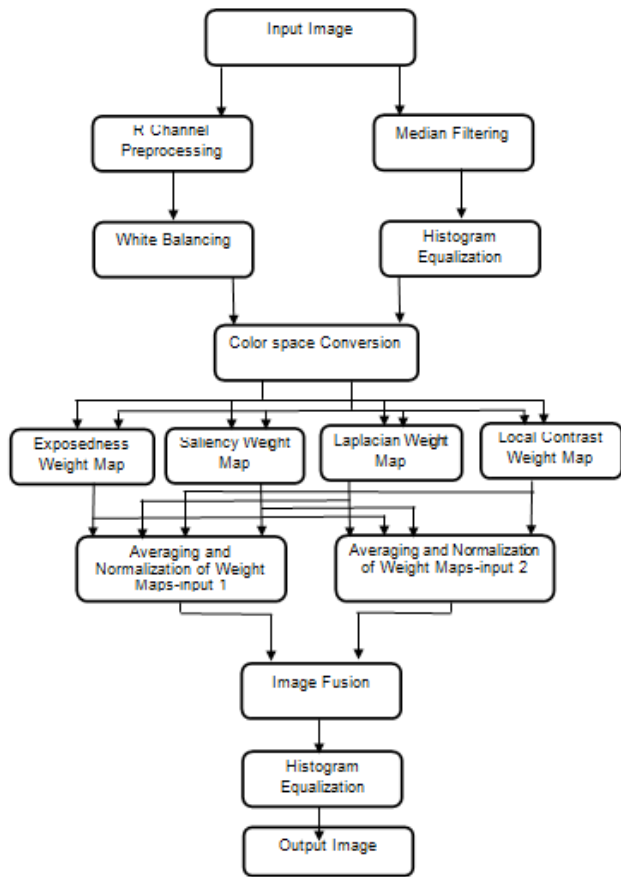 Input Image
R Channel
Preprocessing
Median Filtering
White Balancing
Histogram
Equalization
Color space Conversion
Exposedness
Weight Map
Saliency Weight
Map
Laplacian Weight
Map
Local Contrast
Weight Map
Averaging and
Normalization of Weight
Maps-input 1
Averaging and Normalization
of Weight Maps-input 2
Image Fusion
Histogram
Equalization
Output Image